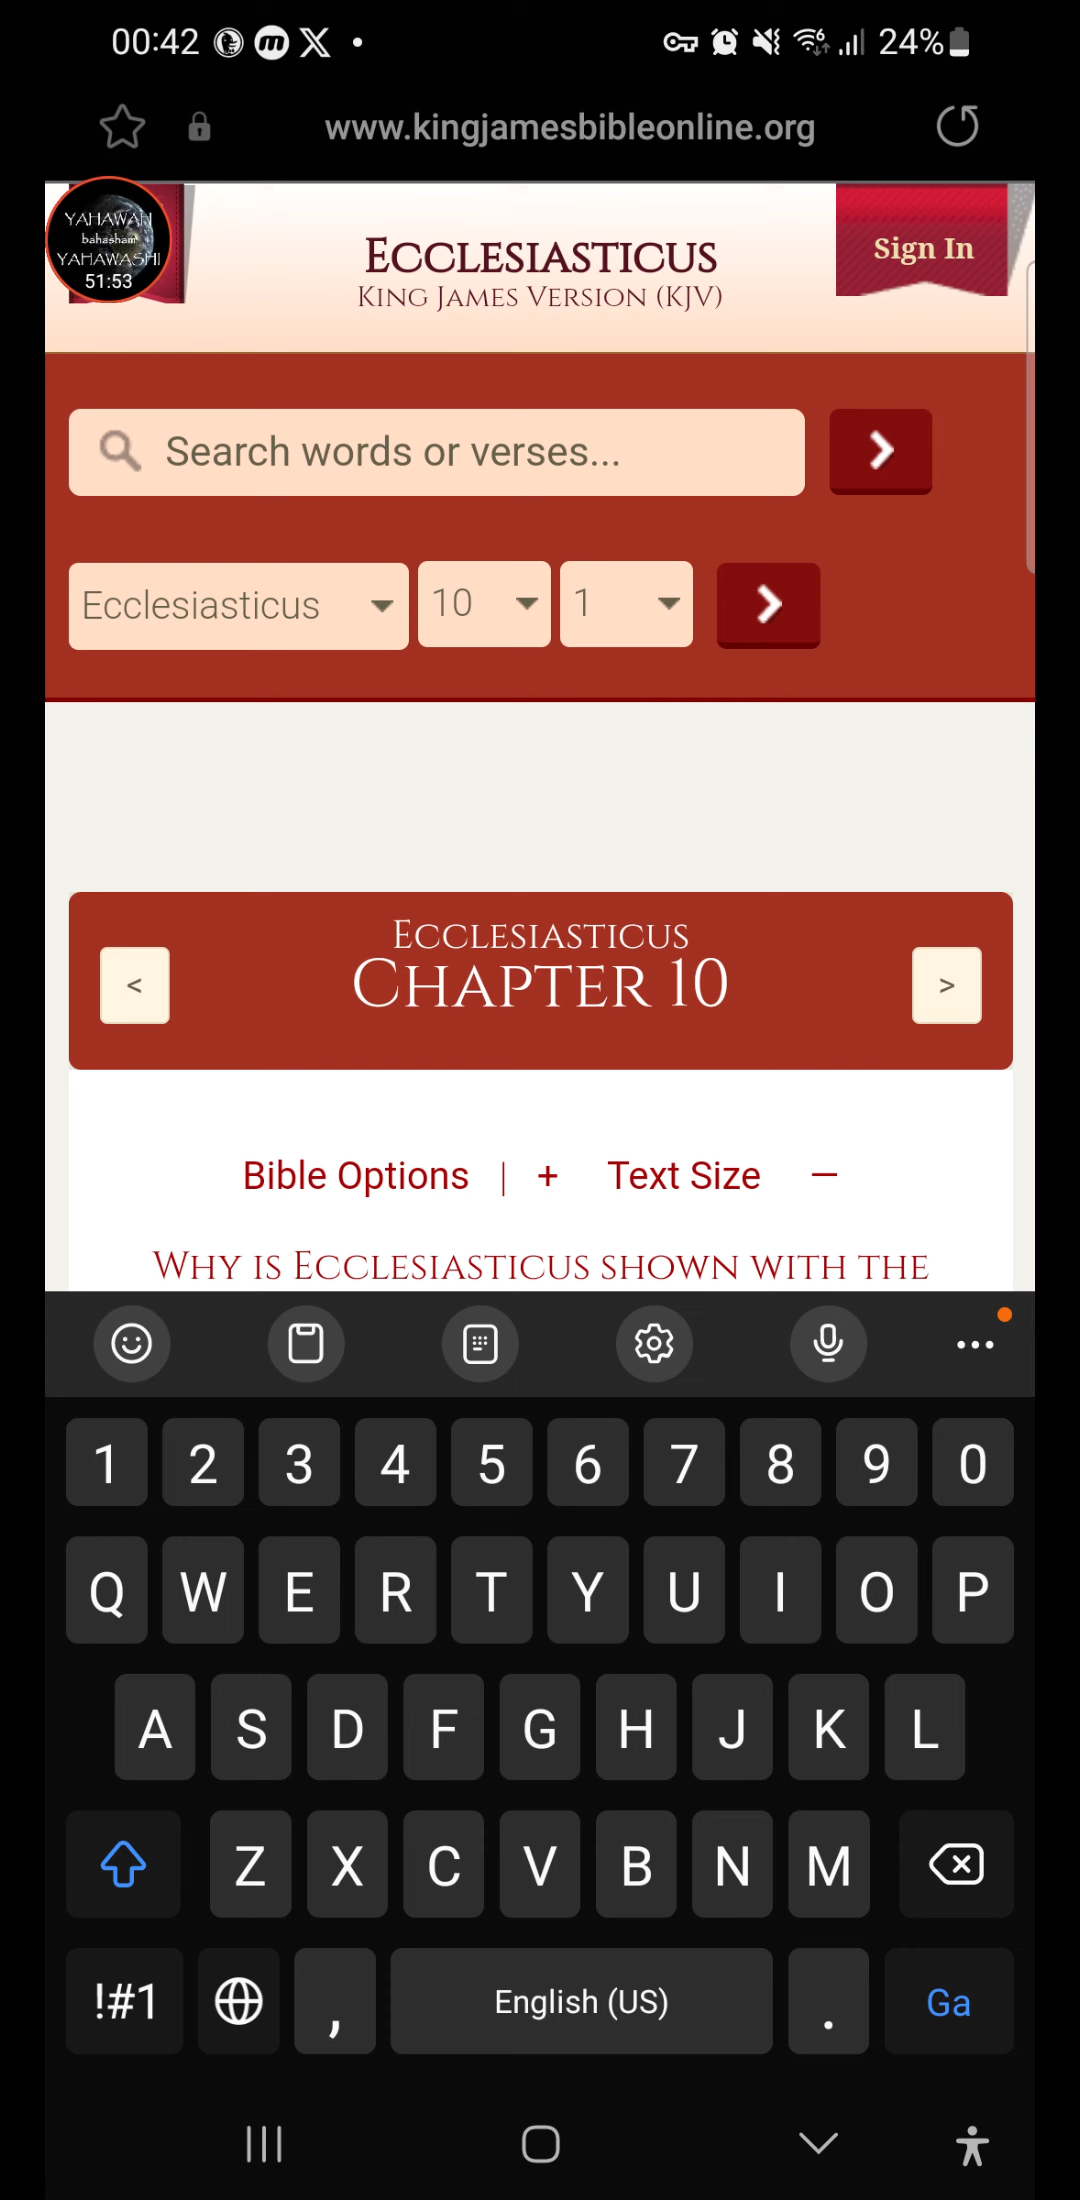 00:42
24%
www.kingjamesbibleonline.org
YAHAWAH
bahasham
YAHAWASHI
51:53
ECCLESIASTICUS
KING JAMES VERSION (KJV)
Sign In
Search words or verses...
Ecclesiasticus 10 1
ECCLESIASTICUS
CHAPTER 10
< >
Bible Options | + Text Size —
WHY IS ECCLESIASTICUS SHOWN WITH THE
1 2 3 4 5 6 7 8 9 0
Q W E R T Y U I O P
A S D F G H J K L
Z X C V B N M
!#1 , English (US) . Ga